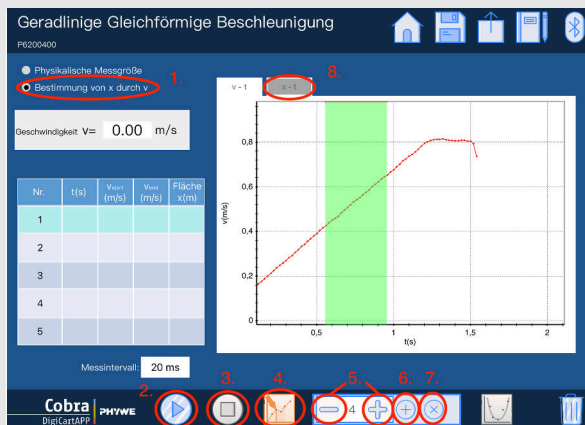 Geradlinige Gleichförmige Beschleunigung
P6200400
Physikalische Messgröße
1.
Bestimmung von x durch v
8.
v - 1
x - 1
Geschwindigkeit v= 0.00 m/s
Nr. t(s) Vstart (m/s) Vend (m/s) Fläche x(m)
1
2
3
4
5
v(m/s)
0,8
0,6
0,4
0,2
0
0,5 1 1,5 2
t(s)
Messintervall: 20 ms
2. 3. 4. 5. 6. 7.
4
Cobra PHYWE
DigiCartAPP